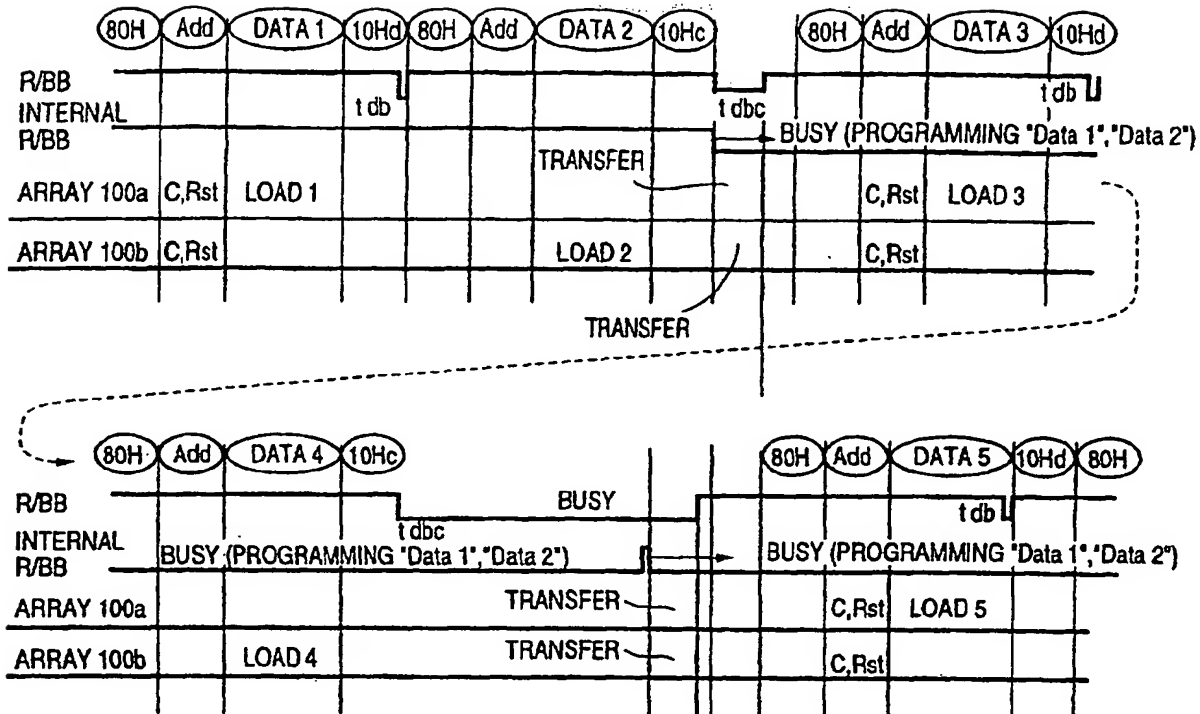 80H Add DATA 1 10Hd 80H Add DATA 2 10Hc 80H Add DATA 3 10Hd
R/BB t db t dbc t db
INTERNAL
R/BB BUSY (PROGRAMMING "Data 1","Data 2")
TRANSFER
ARRAY 100a C,Rst LOAD 1 C,Rst LOAD 3
ARRAY 100b C,Rst LOAD 2 C,Rst
TRANSFER
80H Add DATA 4 10Hc 80H Add DATA 5 10Hd 80H
R/BB BUSY t db
t dbc
INTERNAL
R/BB BUSY (PROGRAMMING "Data 1","Data 2") BUSY (PROGRAMMING "Data 1","Data 2")
ARRAY 100a TRANSFER C,Rst LOAD 5
ARRAY 100b LOAD 4 TRANSFER C,Rst